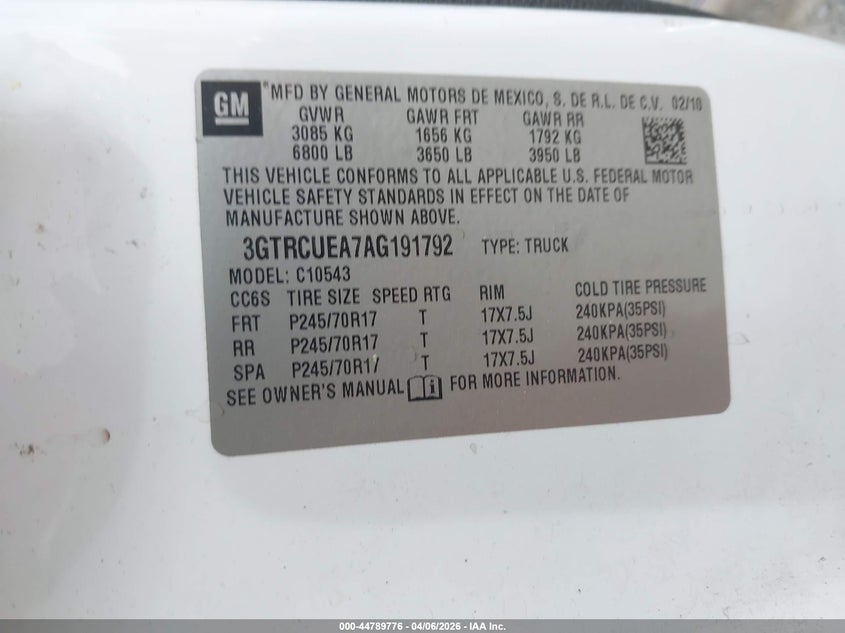 GM
*MFD BY GENERAL MOTORS DE MEXICO, S. DE R.L. DE C.V. 02/10
GVWR GAWR FRT GAWR RR
3085 KG 1656 KG 1792 KG
6800 LB 3650 LB 3950 LB
THIS VEHICLE CONFORMS TO ALL APPLICABLE U.S. FEDERAL MOTOR
VEHICLE SAFETY STANDARDS IN EFFECT ON THE DATE OF
MANUFACTURE SHOWN ABOVE.
3GTRCUEA7AG191792 TYPE: TRUCK
MODEL: C10543
CC6S TIRE SIZE SPEED RTG RIM COLD TIRE PRESSURE
FRT P245/70R17 T 17X7.5J 240KPA(35PSI)
RR P245/70R17 T 17X7.5J 240KPA(35PSI)
SPA P245/70R17 T 17X7.5J 240KPA(35PSI)
SEE OWNER'S MANUAL FOR MORE INFORMATION.
000-44789776 - 04/06/2026 - IAA Inc.